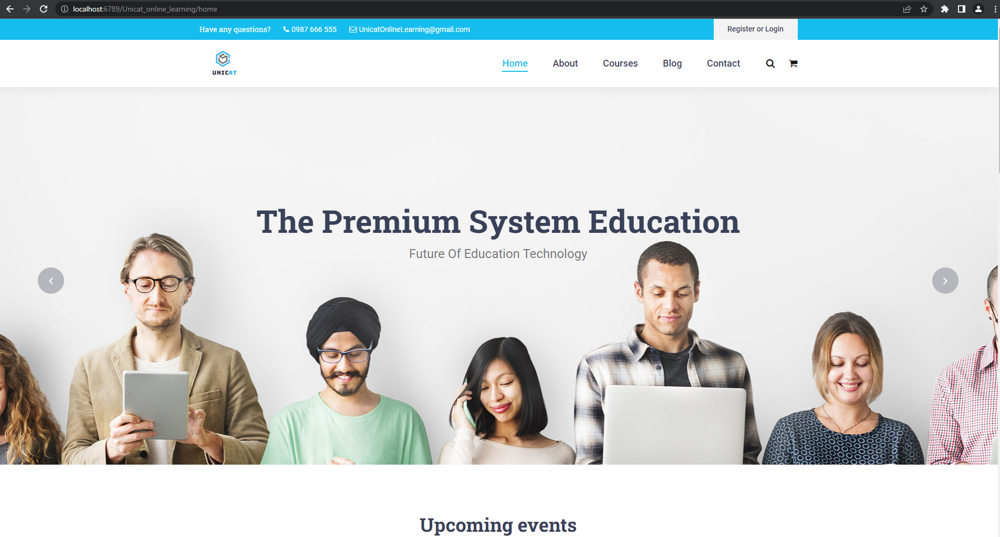 localhost:6789/Unicat_online_learning/home
Have any questions? 0987 666 555 UnicatOnlineLearning@gmail.com Register or Login
UNICAT
Home About Courses Blog Contact
The Premium System Education
Future Of Education Technology
Upcoming events